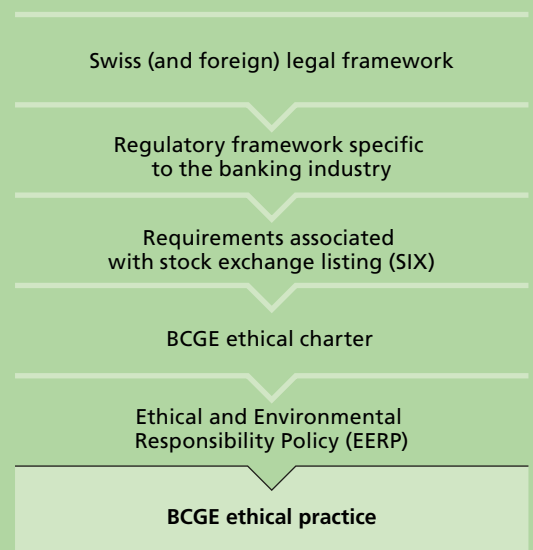 Swiss (and foreign) legal framework
Regulatory framework specific
to the banking industry
Requirements associated
with stock exchange listing (SIX)
BCGE ethical charter
Ethical and Environmental
Responsibility Policy (EERP)
BCGE ethical practice